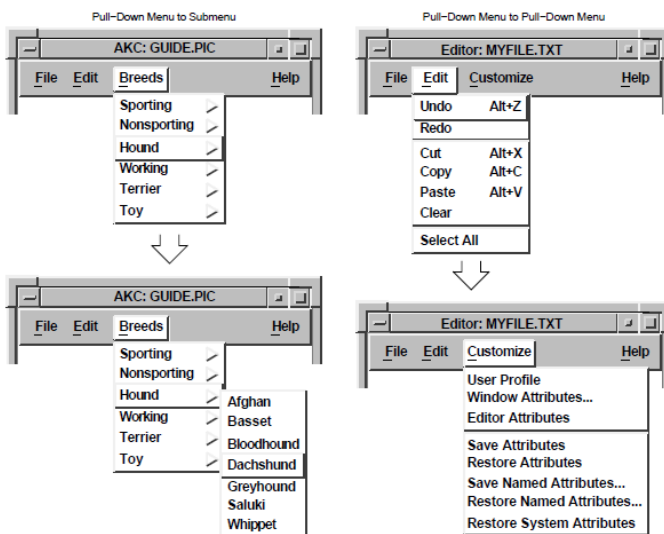 Pull-Down Menu to Submenu
AKC: GUIDE.PIC
File Edit Breeds Help
Sporting
Nonsporting
Hound
Working
Terrier
Toy
AKC: GUIDE.PIC
File Edit Breeds Help
Sporting
Nonsporting
Hound
Working
Terrier
Toy
Afghan
Basset
Bloodhound
Dachshund
Greyhound
Saluki
Whippet
Pull-Down Menu to Pull-Down Menu
Editor: MYFILE.TXT
File Edit Customize Help
Undo Alt+Z
Redo
Cut Alt+X
Copy Alt+C
Paste Alt+V
Clear
Select All
Editor: MYFILE.TXT
File Edit Customize Help
User Profile
Window Attributes...
Editor Attributes
Save Attributes
Restore Attributes
Save Named Attributes...
Restore Named Attributes...
Restore System Attributes